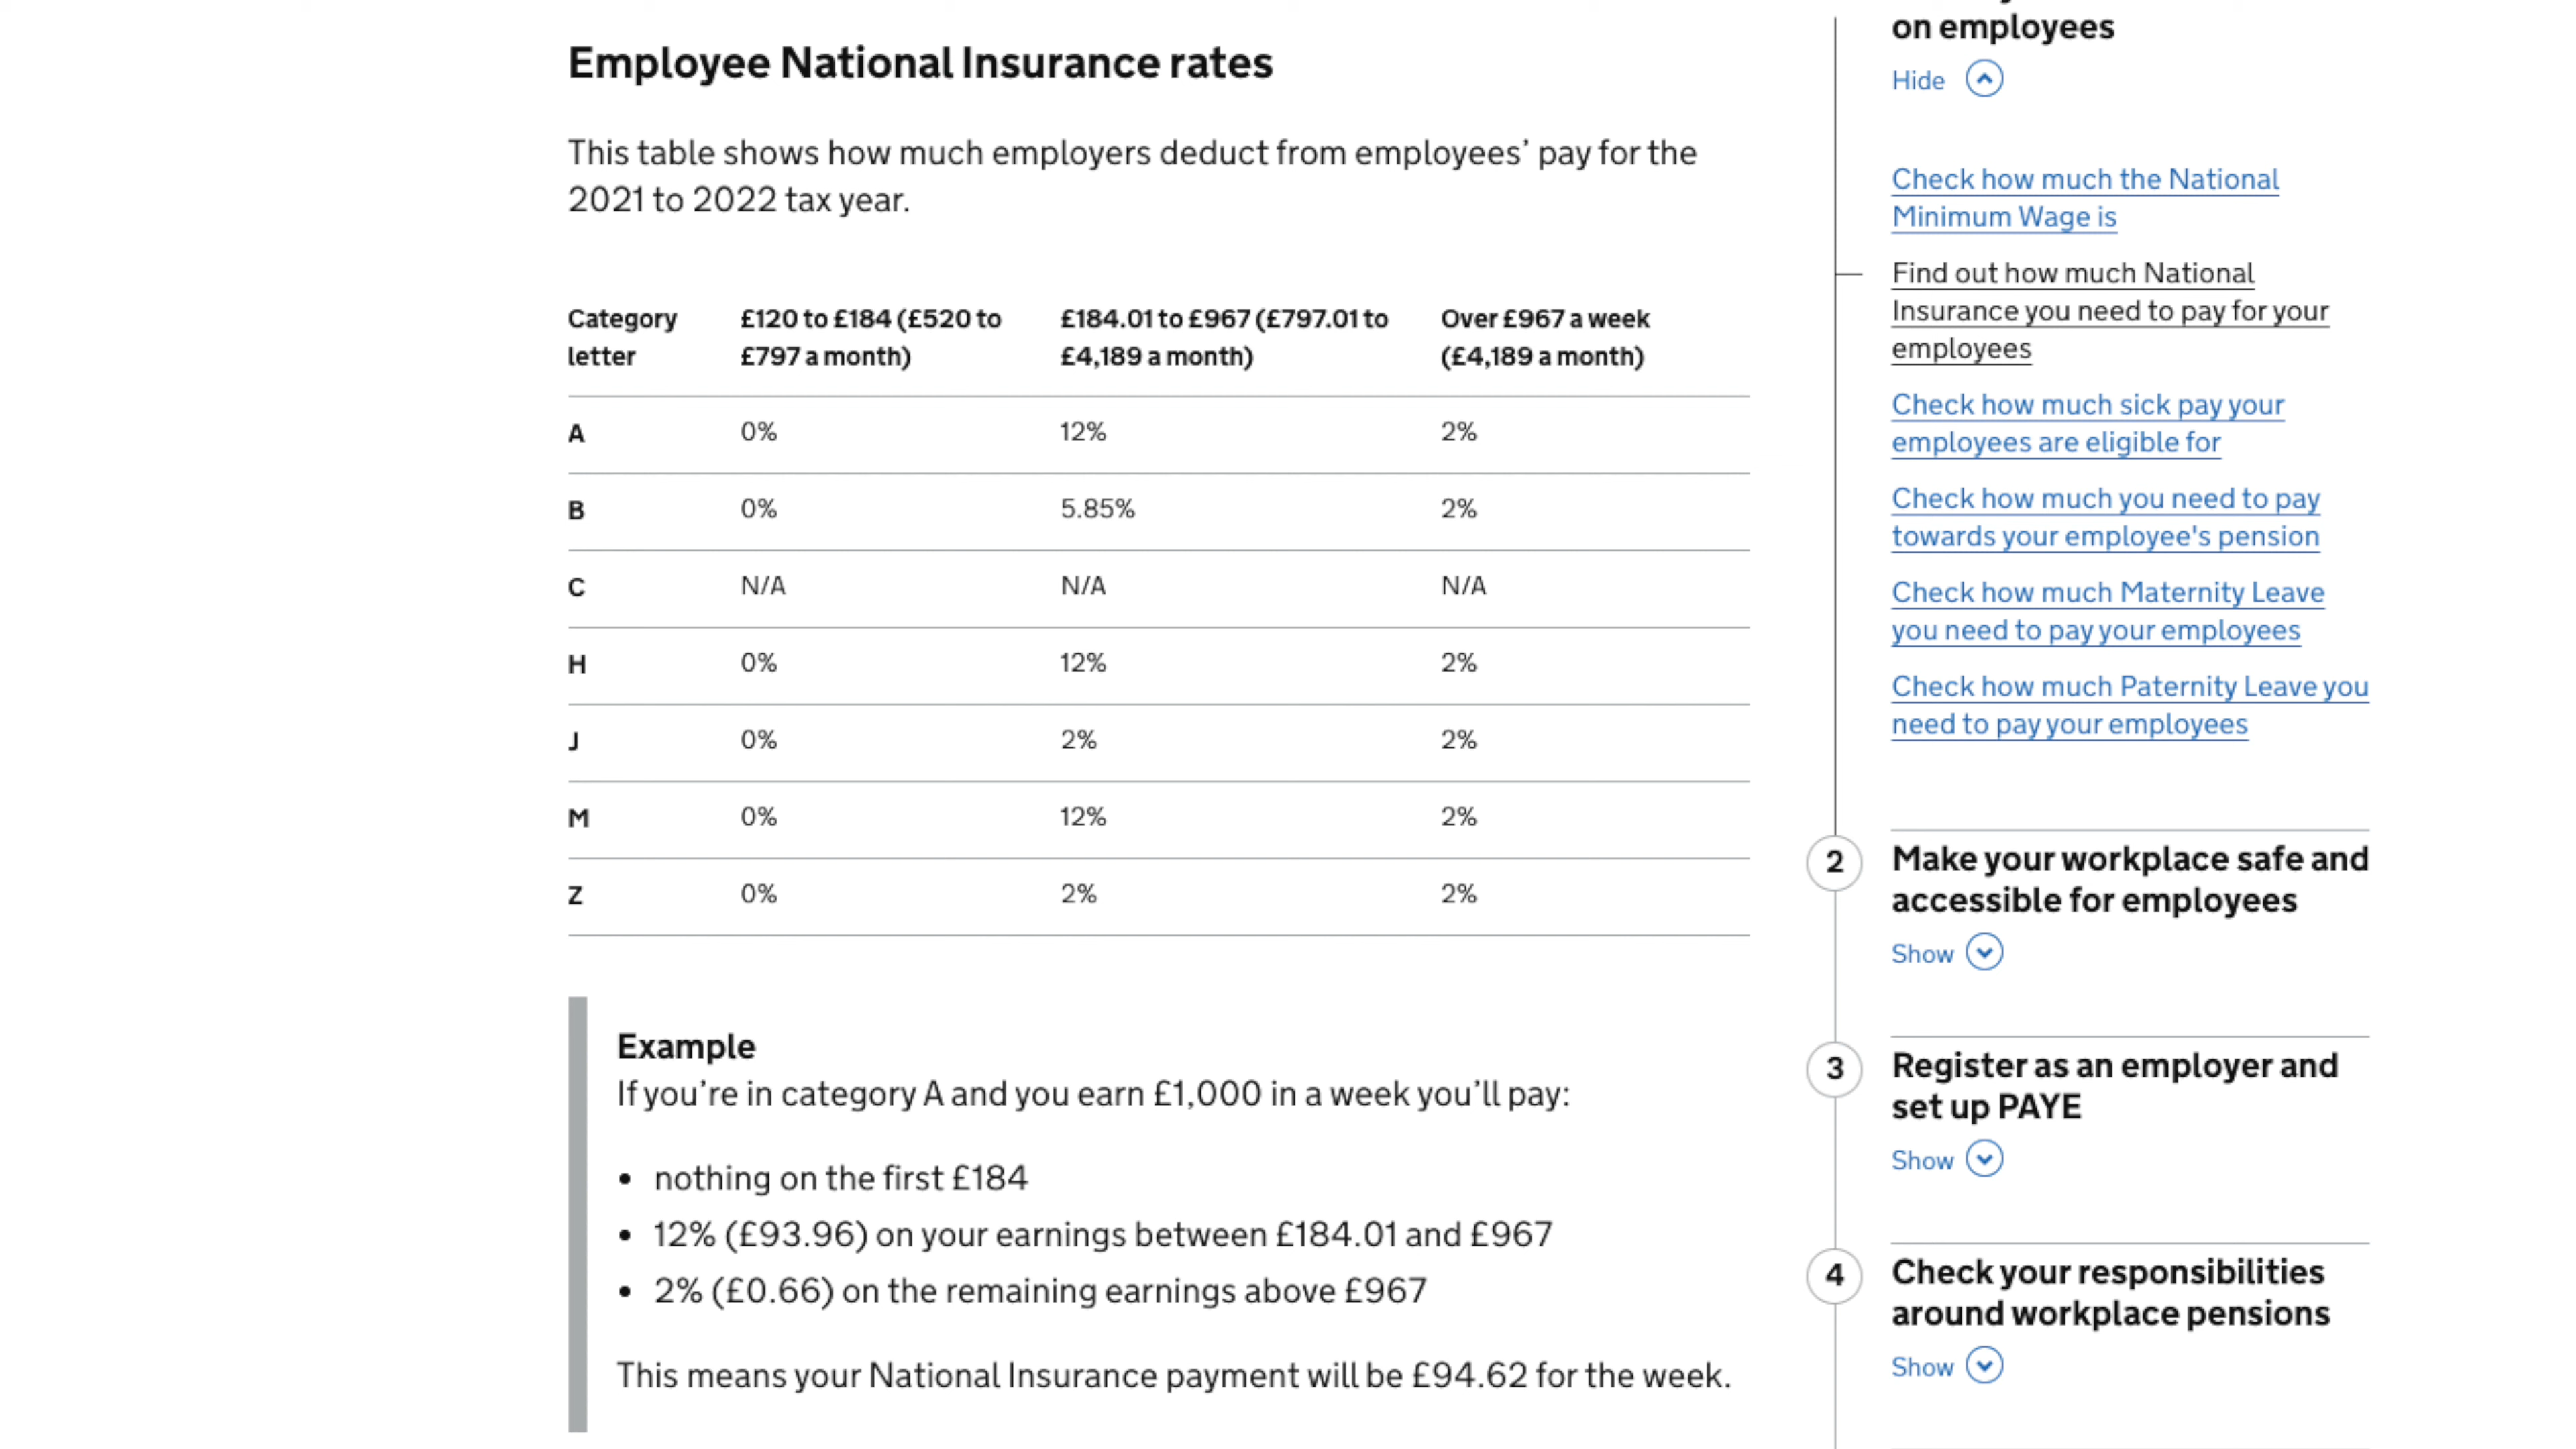 Employee National Insurance rates
This table shows how much employers deduct from employees’ pay for the
2021 to 2022 tax year.
Category letter £120 to £184 (£520 to £797 a month) £184.01 to £967 (£797.01 to £4,189 a month) Over £967 a week (£4,189 a month)
A 0% 12% 2%
B 0% 5.85% 2%
C N/A N/A N/A
H 0% 12% 2%
J 0% 2% 2%
M 0% 12% 2%
Z 0% 2% 2%
Example
If you’re in category A and you earn £1,000 in a week you’ll pay:
• nothing on the first £184
• 12% (£93.96) on your earnings between £184.01 and £967
• 2% (£0.66) on the remaining earnings above £967
This means your National Insurance payment will be £94.62 for the week.
on employees
Hide
Check how much the National
Minimum Wage is
Find out how much National
Insurance you need to pay for your
employees
Check how much sick pay your
employees are eligible for
Check how much you need to pay
towards your employee's pension
Check how much Maternity Leave
you need to pay your employees
Check how much Paternity Leave you
need to pay your employees
2 Make your workplace safe and
accessible for employees
Show
3 Register as an employer and
set up PAYE
Show
4 Check your responsibilities
around workplace pensions
Show